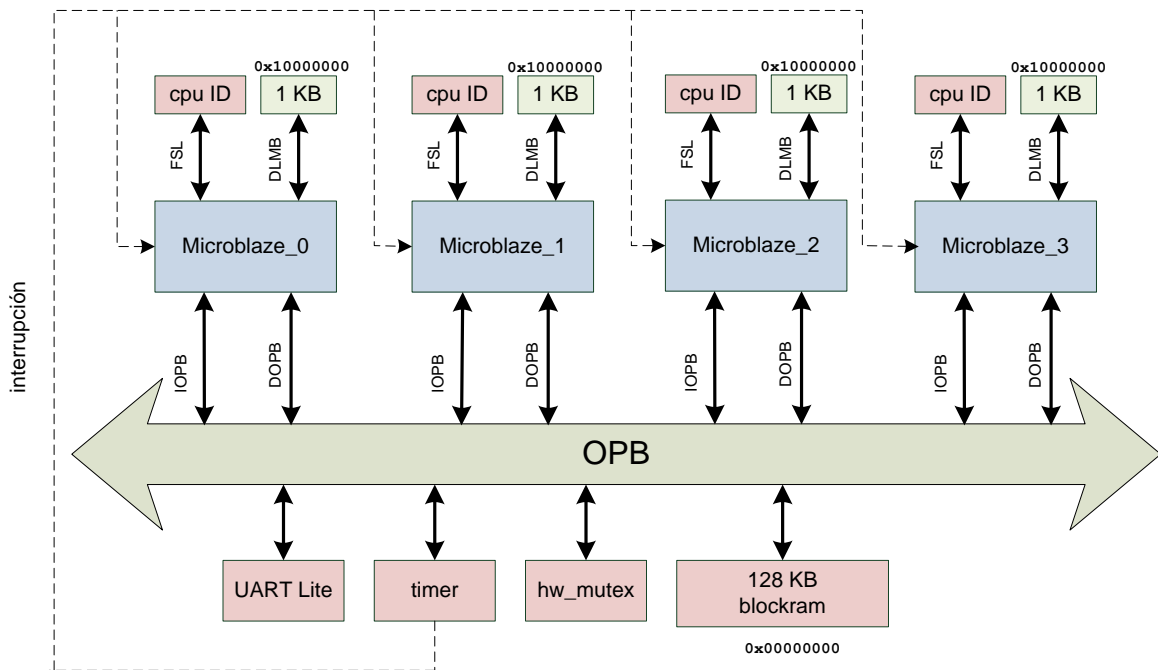 0x10000000
0x10000000
0x10000000
0x10000000
cpu ID
1 KB
cpu ID
1 KB
cpu ID
1 KB
cpu ID
1 KB
FSL
DLMB
FSL
DLMB
FSL
DLMB
FSL
DLMB
Microblaze_0
Microblaze_1
Microblaze_2
Microblaze_3
interrupción
IOPB
DOPB
IOPB
DOPB
IOPB
DOPB
IOPB
DOPB
OPB
UART Lite
timer
hw_mutex
128 KB
blockram
0x00000000